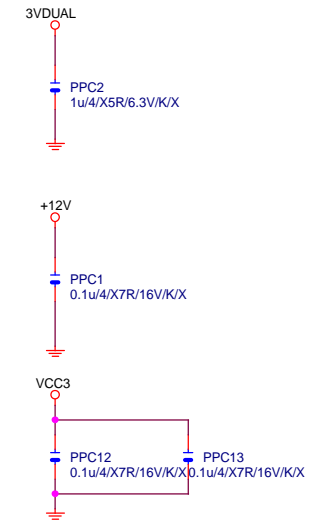 3VDUAL
PPC2
1u/4/X5R/6.3V/K/X
+12V
PPC1
0.1u/4/X7R/16V/K/X
VCC3
PPC12
0.1u/4/X7R/16V/K/X
PPC13
0.1u/4/X7R/16V/K/X